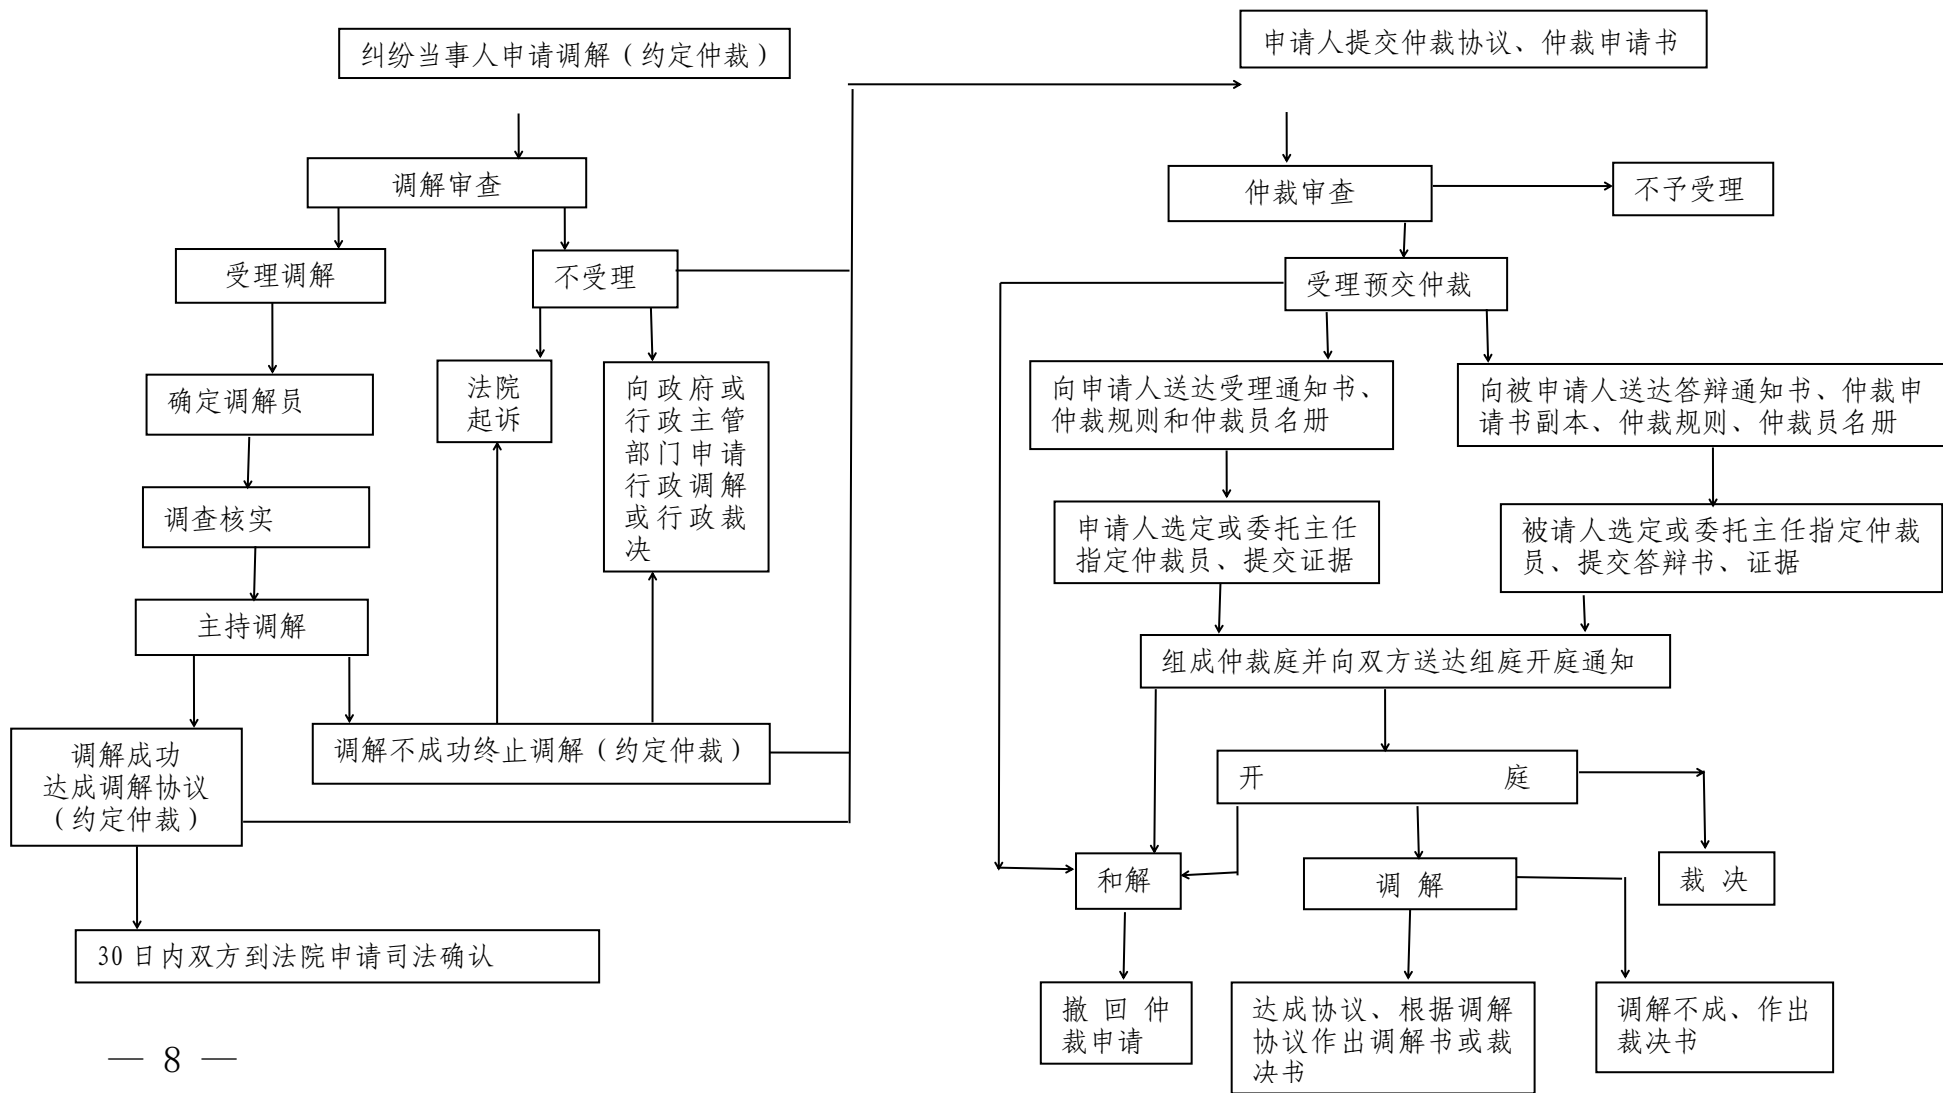 纠纷当事人申请调解（约定仲裁）
调解审查
受理调解
不受理
确定调解员
法院
起诉
向政府或
行政主管
部门申请
行政调解
或行政裁
决
调查核实
主持调解
调解成功
达成调解协议
（约定仲裁）
调解不成功终止调解（约定仲裁）
30日内双方到法院申请司法确认
申请人提交仲裁协议、仲裁申请书
仲裁审查
不予受理
受理预交仲裁
向申请人送达受理通知书、
仲裁规则和仲裁员名册
向被申请人送达答辩通知书、仲裁申
请书副本、仲裁规则、仲裁员名册
申请人选定或委托主任
指定仲裁员、提交证据
被请人选定或委托主任指定仲裁
员、提交答辩书、证据
组成仲裁庭并向双方送达组庭开庭通知
开 庭
和解
调 解
裁 决
撤 回 仲
裁申请
达成协议、根据调解
协议作出调解书或裁
决书
调解不成、作出
裁决书
— 8 —